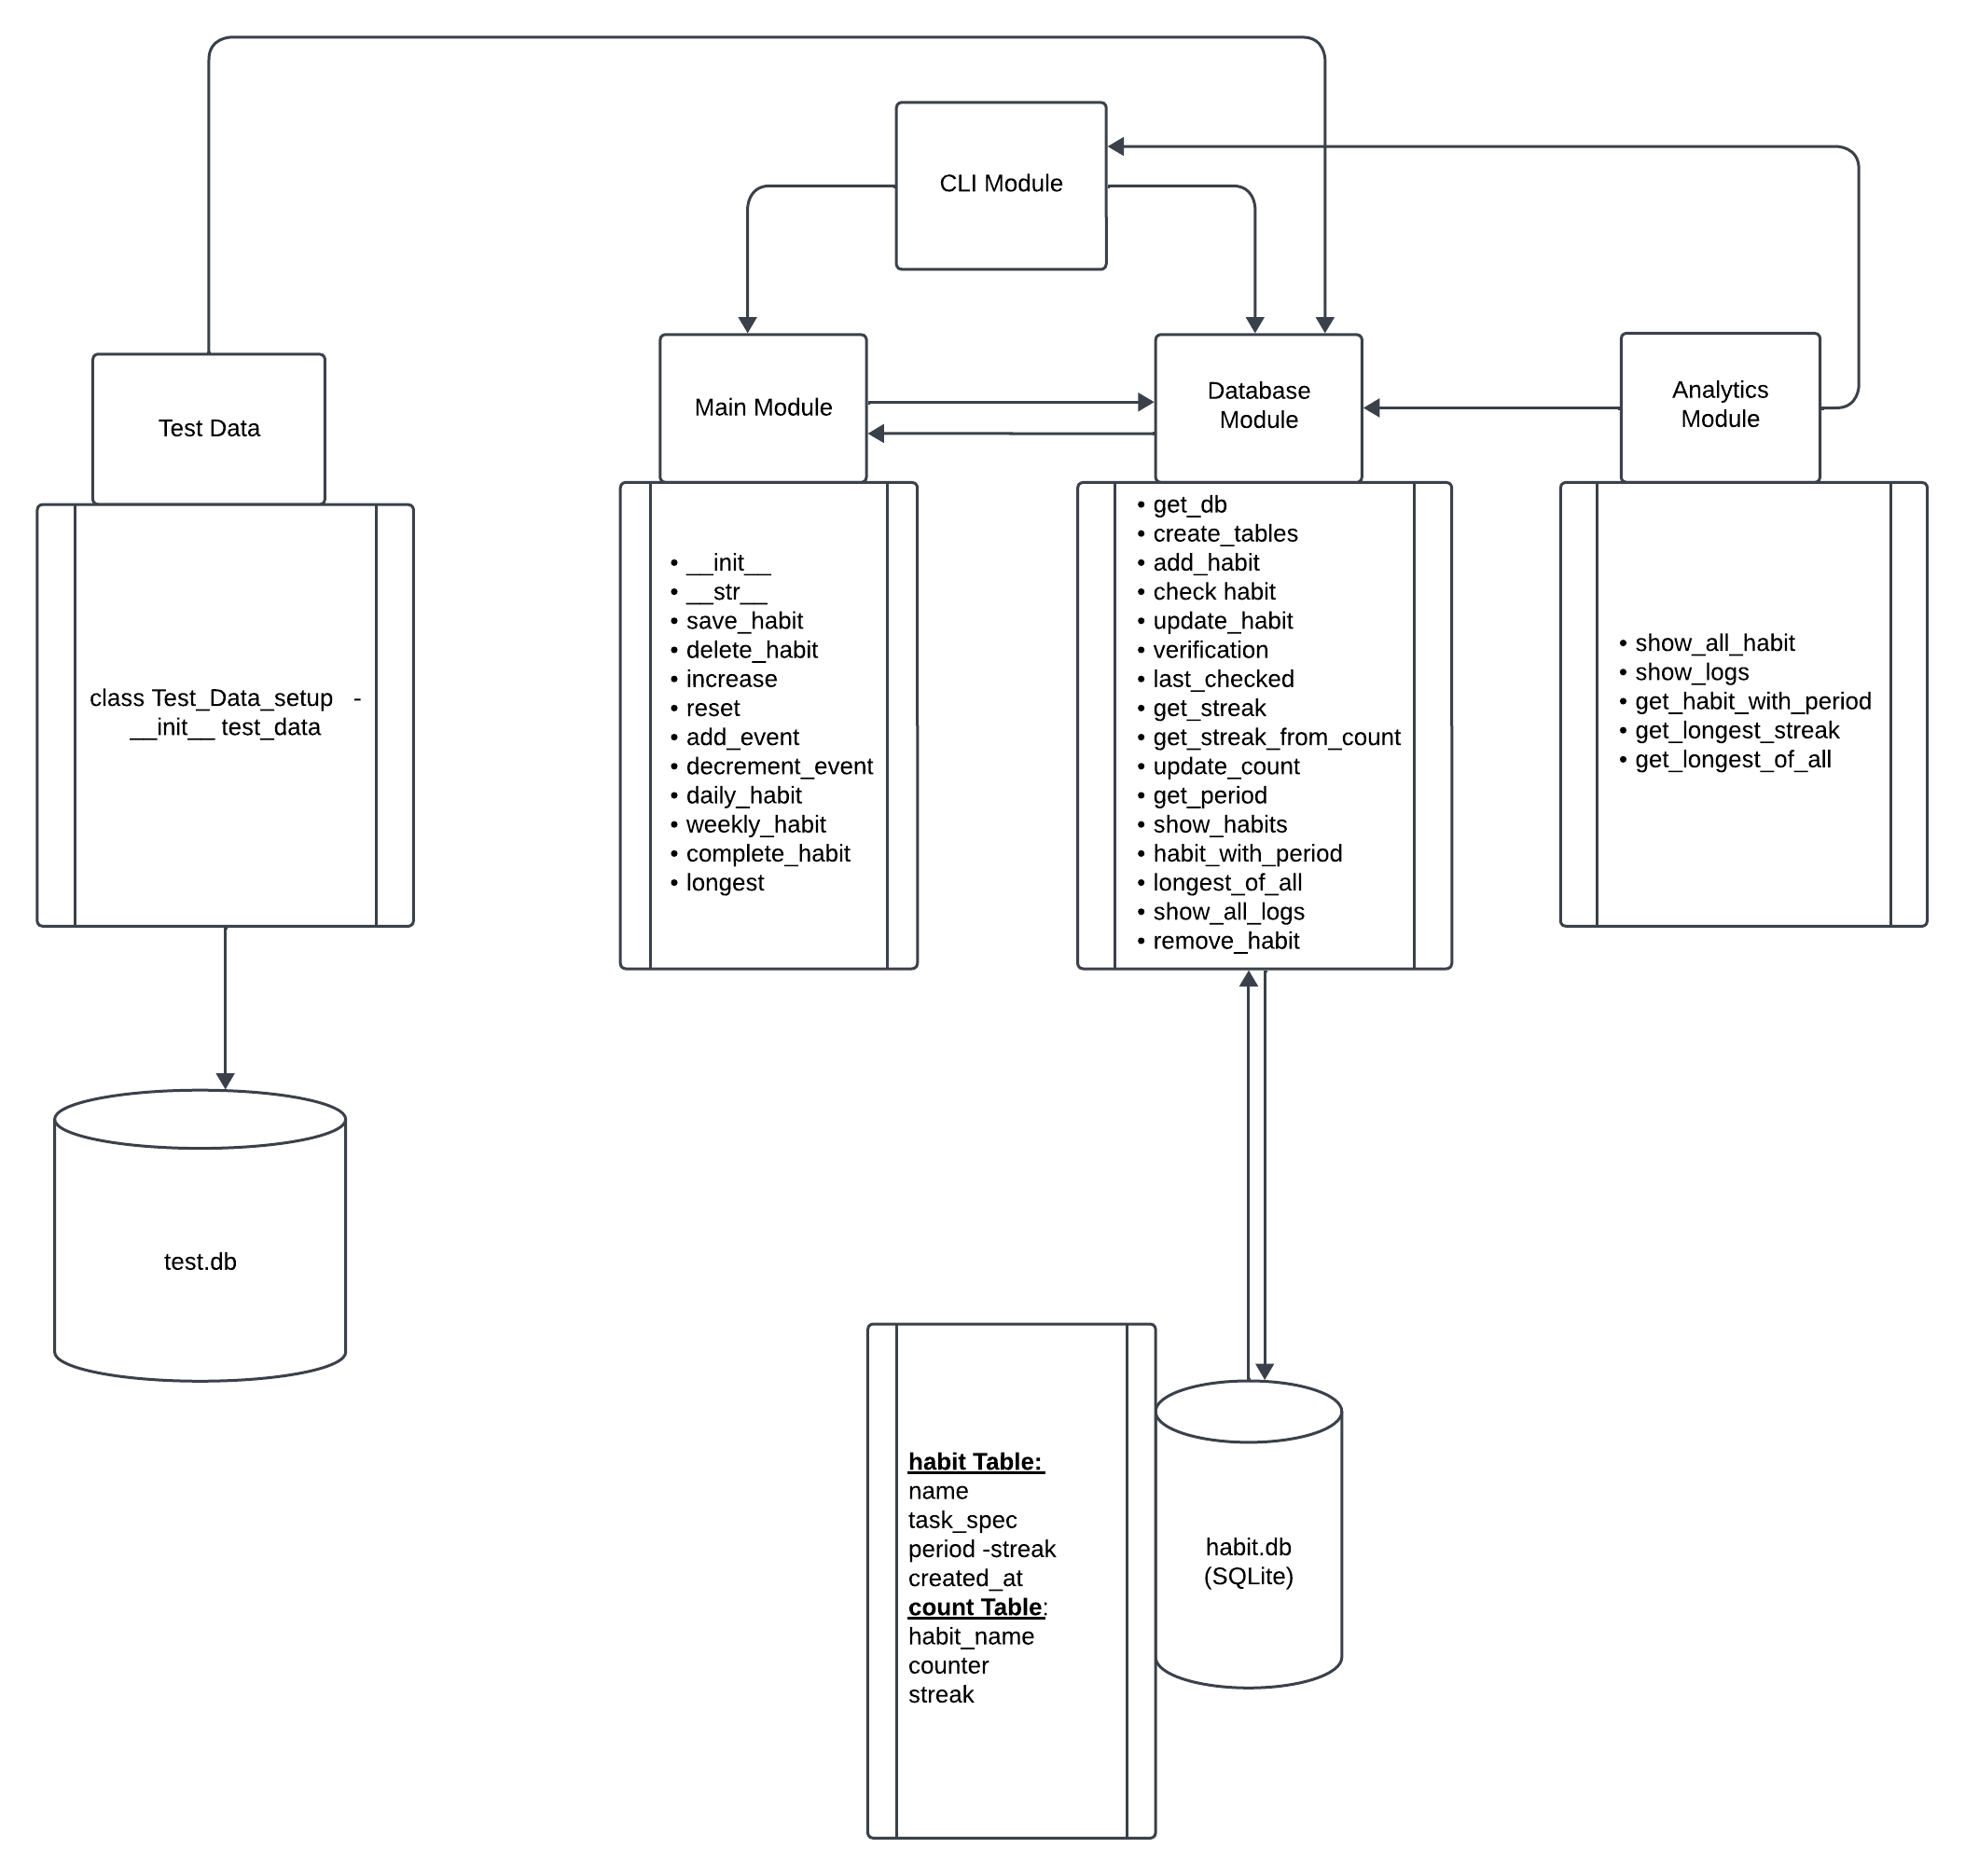 CLI Module
Test Data
class Test_Data_setup   -
__init__ test_data
test.db
Main Module
• __init__
• __str__
• save_habit
• delete_habit
• increase
• reset
• add_event
• decrement_event
• daily_habit
• weekly_habit
• complete_habit
• longest
Database
Module
• get_db
• create_tables
• add_habit
• check habit
• update_habit
• verification
• last_checked
• get_streak
• get_streak_from_count
• update_count
• get_period
• show_habits
• habit_with_period
• longest_of_all
• show_all_logs
• remove_habit
Analytics
Module
• show_all_habit
• show_logs
• get_habit_with_period
• get_longest_streak
• get_longest_of_all
habit Table:
name
task_spec
period -streak
created_at
count Table:
habit_name
counter
streak
habit.db
(SQLite)